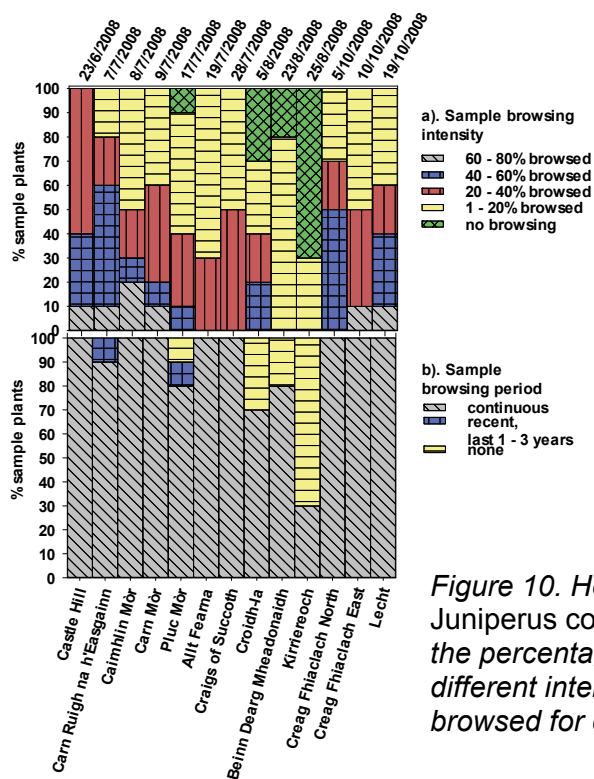 23/6/2008
7/7/2008
8/7/2008
9/7/2008
17/7/2008
19/7/2008
28/7/2008
5/8/2008
23/8/2008
25/8/2008
5/10/2008
10/10/2008
19/10/2008
% sample plants
100
90
80
70
60
50
40
30
20
10
0
a). Sample browsing
intensity
60 - 80% browsed
40 - 60% browsed
20 - 40% browsed
1 - 20% browsed
no browsing
% sample plants
100
90
80
70
60
50
40
30
20
10
0
b). Sample
browsing period
continuous
recent,
last 1 - 3 years
none
Castle Hill
Carn Ruigh na h'Easgainn
Caimhlin Mòr
Carn Mòr
Pluc Mòr
Allt Fearna
Craigs of Succoth
Croidh-la
Beinn Dearg Mheadonaidh
Kirriereoch
Creag Fhiaclach North
Creag Fhiaclach East
Lecht
Figure 10.
Juniperus
the percenta
different inte
browsed for